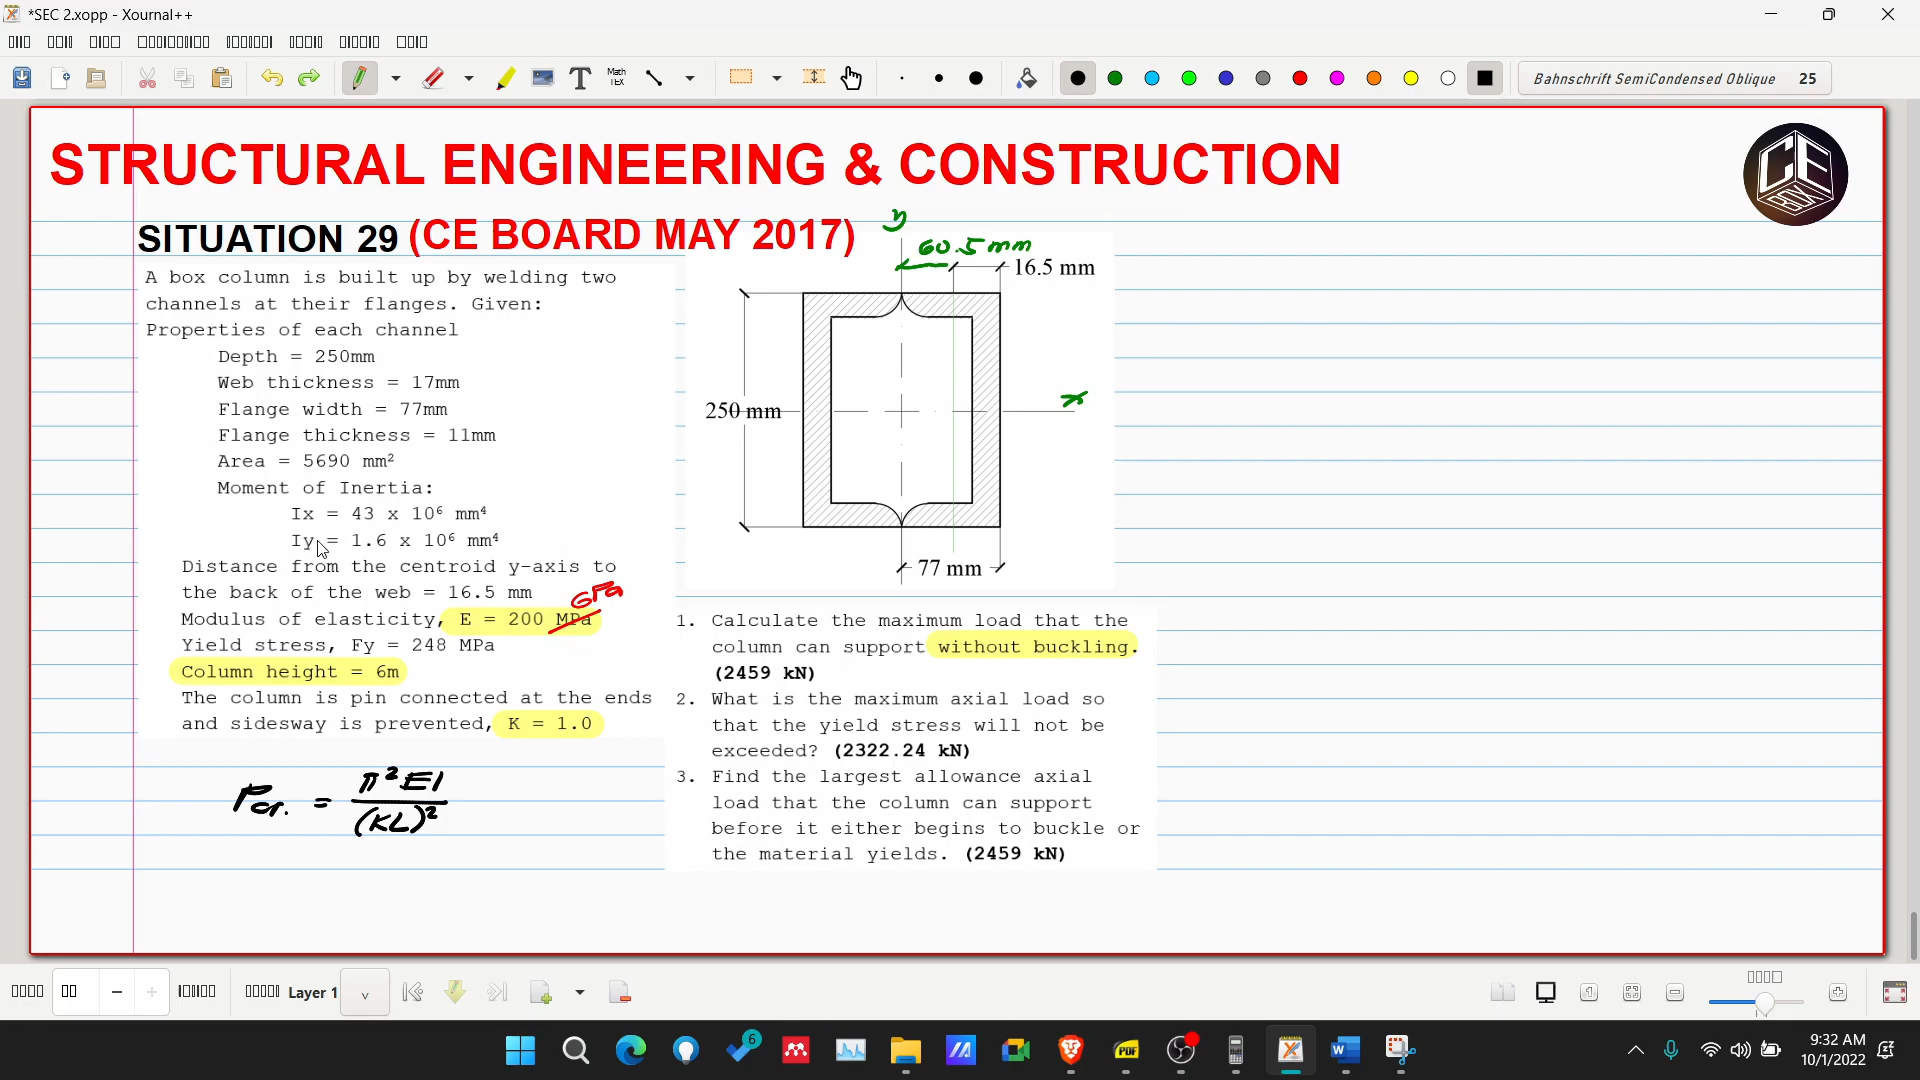 *SEC 2.xopp - Xournal++
Math
TEX
Bahnschrift SemiCondensed Oblique 25
STRUCTURAL ENGINEERING & CONSTRUCTION
CE
BOX
SITUATION 29 (CE BOARD MAY 2017)
A box column is built up by welding two
channels at their flanges. Given:
Properties of each channel
Depth = 250mm
Web thickness = 17mm
Flange width = 77mm
Flange thickness = 11mm
Area = 5690 mm²
Moment of Inertia:
Ix = 43 x 10⁶ mm⁴
Iy = 1.6 x 10⁶ mm⁴
Distance from the centroid y-axis to
the back of the web = 16.5 mm
GPa
Modulus of elasticity, E = 200 MPa
Yield stress, Fy = 248 MPa
Column height = 6m
The column is pin connected at the ends
and sidesway is prevented, K = 1.0
Pcr. = π²EI
(KL)²
y
60.5mm
16.5 mm
x
250 mm
77 mm
1. Calculate the maximum load that the
column can support without buckling.
(2459 kN)
2. What is the maximum axial load so
that the yield stress will not be
exceeded? (2322.24 kN)
3. Find the largest allowance axial
load that the column can support
before it either begins to buckle or
the material yields. (2459 kN)
Layer 1
6
PDF
9:32 AM
10/1/2022